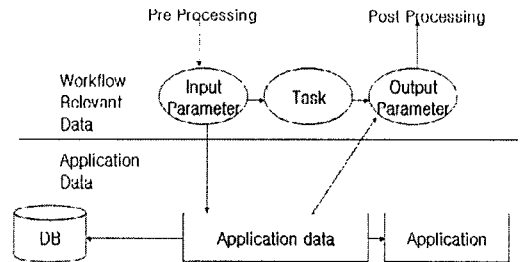 Pre Processing
Post Processing
Workflow
Relevant
Data
Input
Parameter
Task
Output
Parameter
Application
Data
DB
Application data
Application